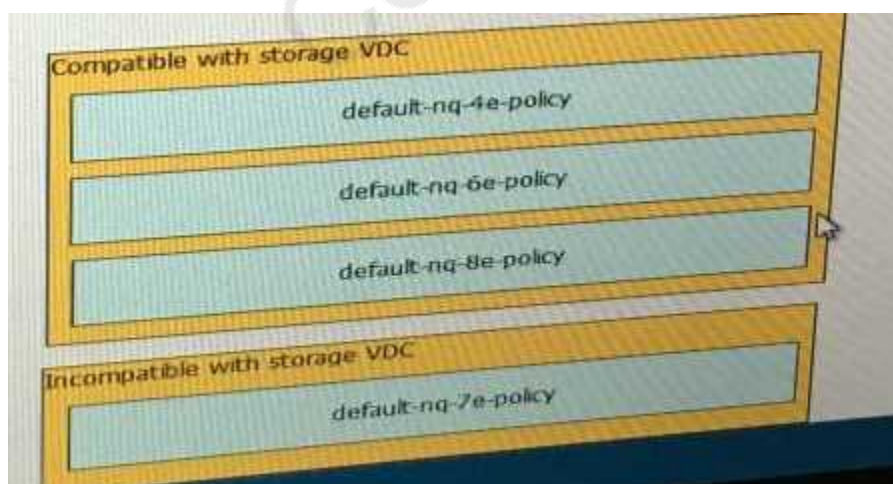 Compatible with storage VDC
default-nq-4e-policy
default-nq-6e-policy
default-nq-8e-policy
Incompatible with storage VDC
default-nq-7e-policy